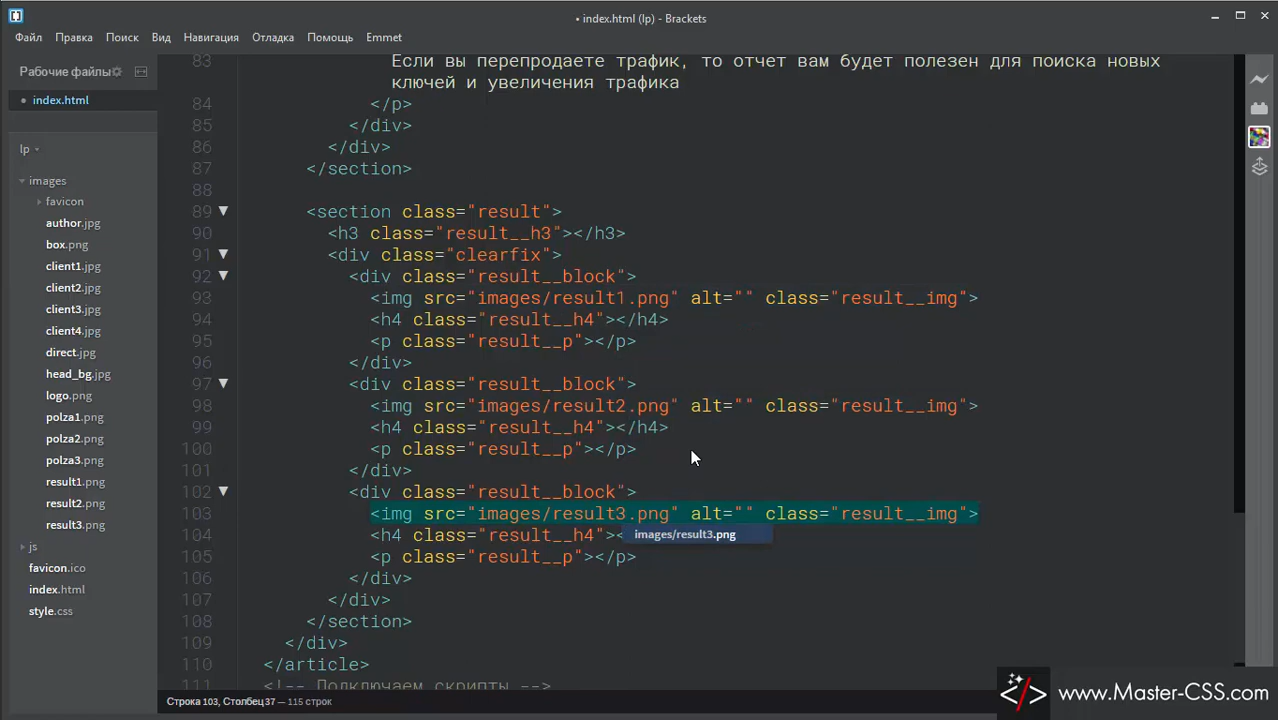 • index.html (lp) - Brackets
Файл Правка Поиск Вид Навигация Отладка Помощь Emmet
Рабочие файлы
• index.html
lp
images
favicon
author.jpg
box.png
client1.jpg
client2.jpg
client3.jpg
client4.jpg
direct.jpg
head_bg.jpg
logo.png
polza1.png
polza2.png
polza3.png
result1.png
result2.png
result3.png
js
favicon.ico
index.html
style.css
83 Если вы перепродаете трафик, то отчет вам будет полезен для поиска новых
ключей и увеличения трафика
84 </p>
85 </div>
86 </div>
87 </section>
88
89 <section class="result">
90 <h3 class="result__h3"></h3>
91 <div class="clearfix">
92 <div class="result__block">
93 <img src="images/result1.png" alt="" class="result__img">
94 <h4 class="result__h4"></h4>
95 <p class="result__p"></p>
96 </div>
97 <div class="result__block">
98 <img src="images/result2.png" alt="" class="result__img">
99 <h4 class="result__h4"></h4>
100 <p class="result__p"></p>
101 </div>
102 <div class="result__block">
103 <img src="images/result3.png" alt="" class="result__img">
104 <h4 class="result__h4"><
images/result3.png
105 <p class="result__p"></p>
106 </div>
107 </div>
108 </section>
109 </div>
110 </article>
111 <!-- Подключаем скрипты -->
Строка 103, Столбец 37 — 115 строк
</> www.Master-CSS.com